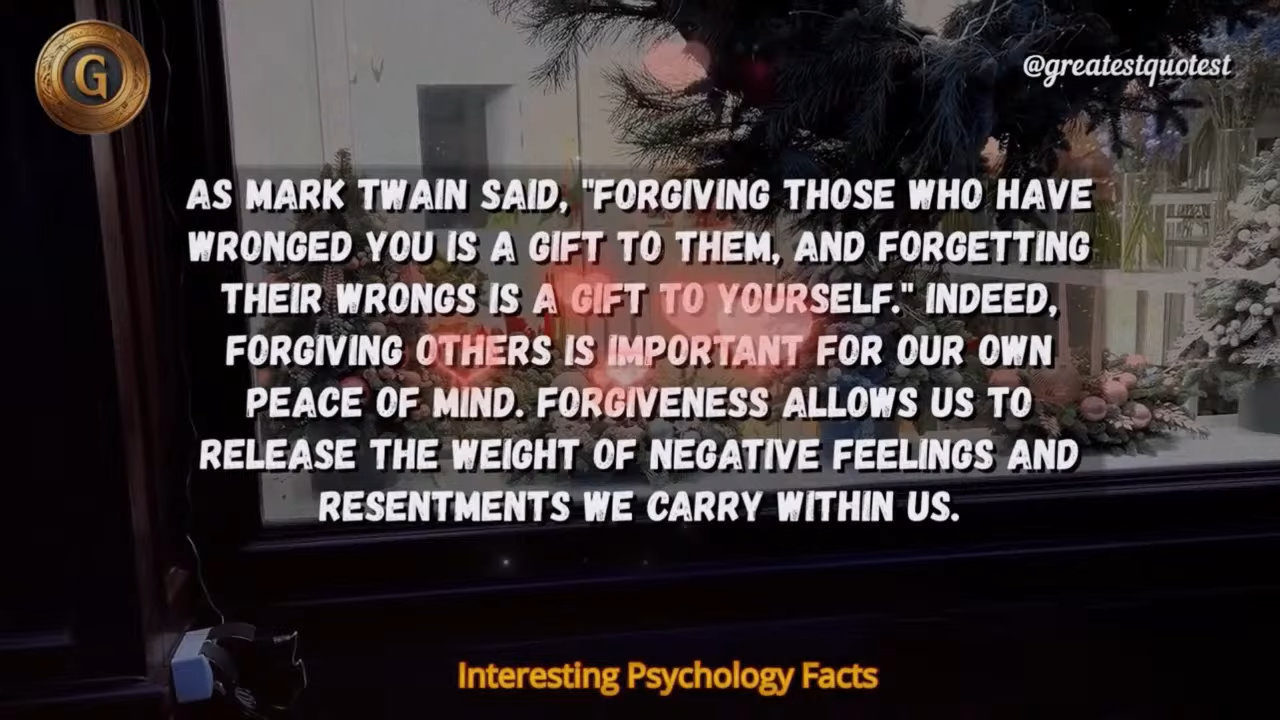 G
@greatestquotest
AS MARK TWAIN SAID, "FORGIVING THOSE WHO HAVE
WRONGED YOU IS A GIFT TO THEM, AND FORGETTING
THEIR WRONGS IS A GIFT TO YOURSELF." INDEED,
FORGIVING OTHERS IS IMPORTANT FOR OUR OWN
PEACE OF MIND. FORGIVENESS ALLOWS US TO
RELEASE THE WEIGHT OF NEGATIVE FEELINGS AND
RESENTMENTS WE CARRY WITHIN US.
Interesting Psychology Facts